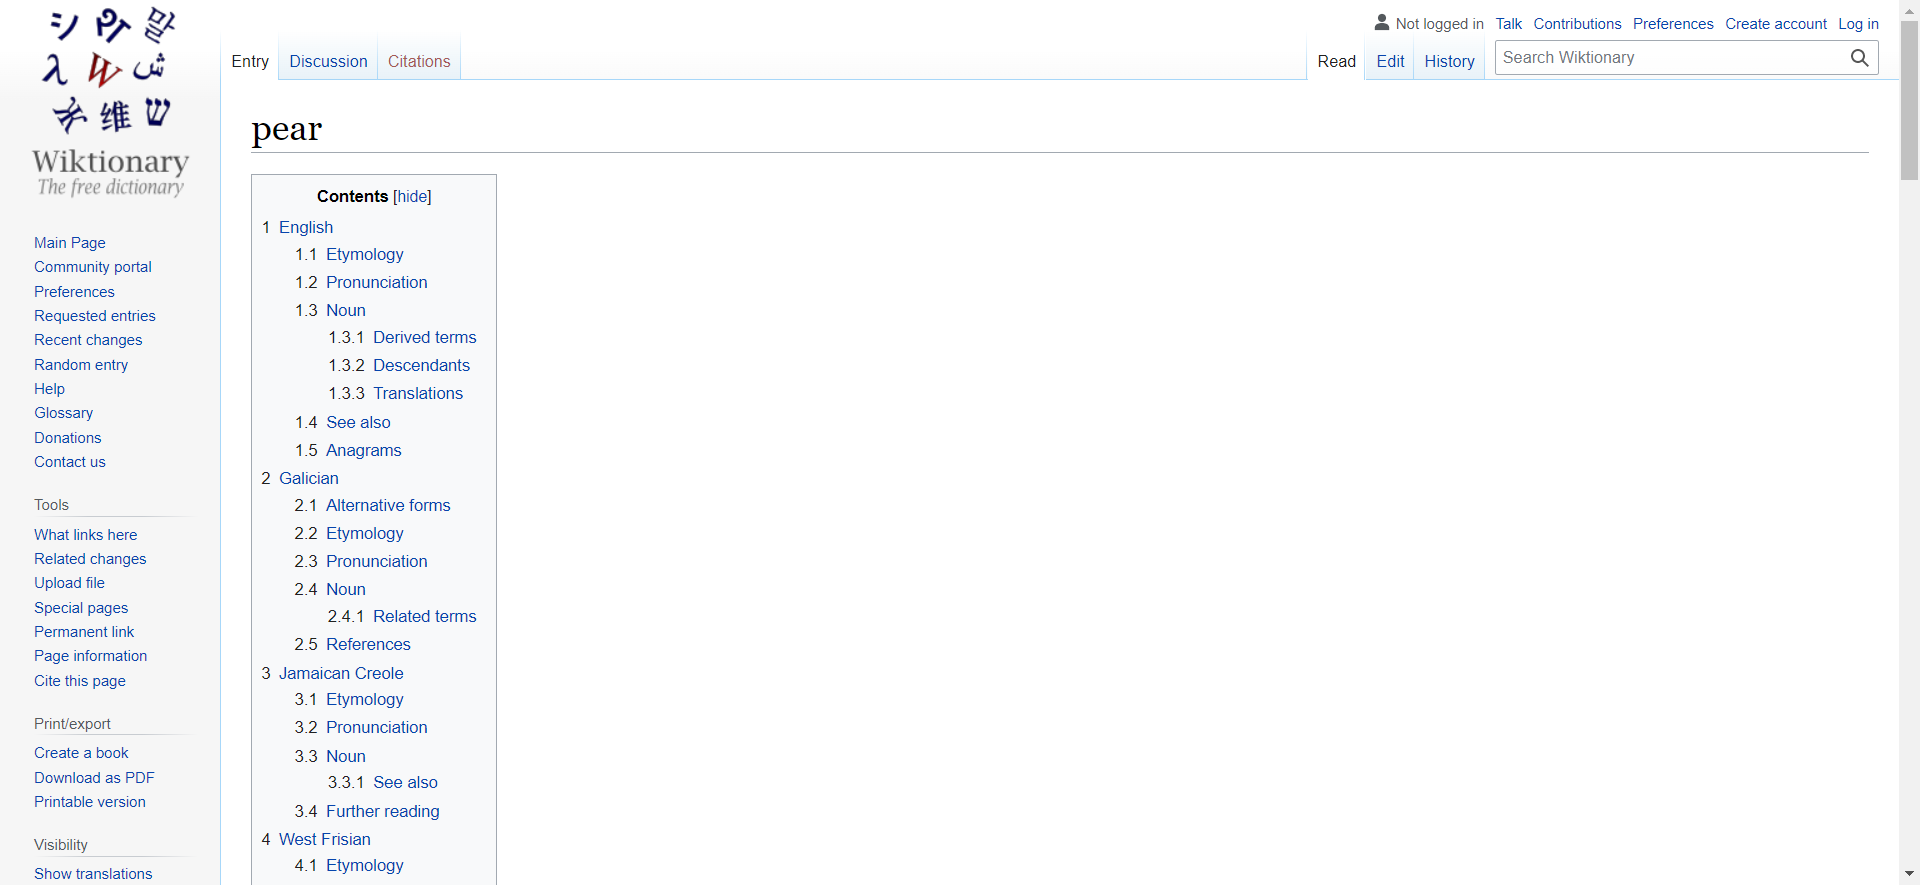 Not logged in Talk Contributions Preferences Create account Log in
Entry Discussion Citations Read Edit History Search Wiktionary
シ 말
λ W ش
维 ש
Wiktionary
The free dictionary
Main Page
Community portal
Preferences
Requested entries
Recent changes
Random entry
Help
Glossary
Donations
Contact us
Tools
What links here
Related changes
Upload file
Special pages
Permanent link
Page information
Cite this page
Print/export
Create a book
Download as PDF
Printable version
Visibility
Show translations
pear
Contents [hide]
1 English
1.1 Etymology
1.2 Pronunciation
1.3 Noun
1.3.1 Derived terms
1.3.2 Descendants
1.3.3 Translations
1.4 See also
1.5 Anagrams
2 Galician
2.1 Alternative forms
2.2 Etymology
2.3 Pronunciation
2.4 Noun
2.4.1 Related terms
2.5 References
3 Jamaican Creole
3.1 Etymology
3.2 Pronunciation
3.3 Noun
3.3.1 See also
3.4 Further reading
4 West Frisian
4.1 Etymology